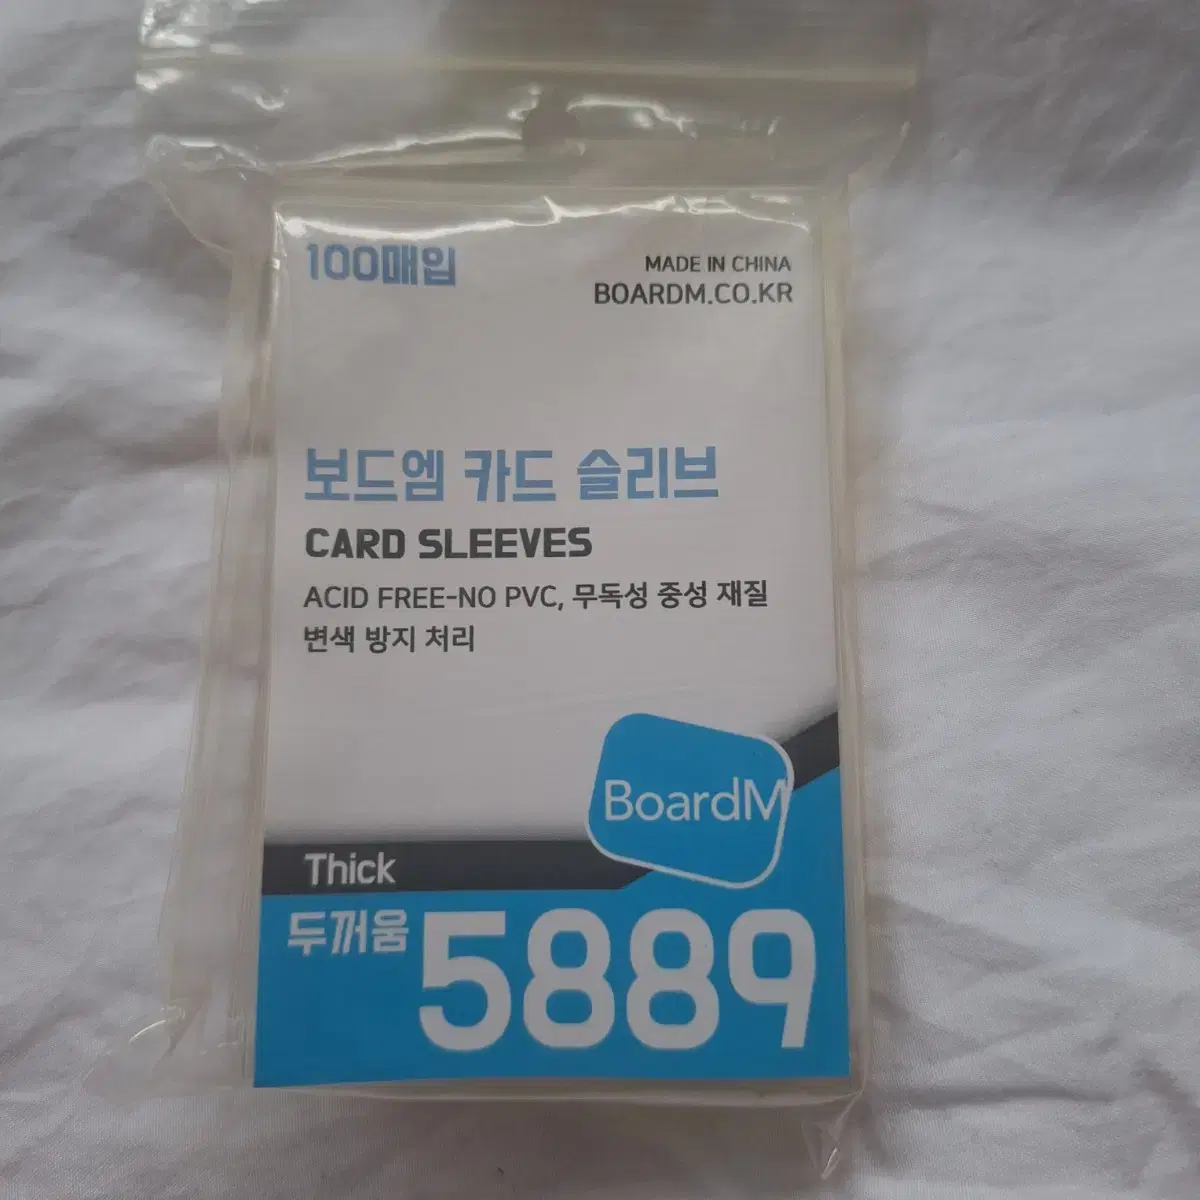 100매입
MADE IN CHINA
BOARDM.CO.KR
보드엠 카드 슬리브
CARD SLEEVES
ACID FREE-NO PVC, 무독성 중성 재질
변색 방지 처리
BoardM
Thick
두꺼움
5889